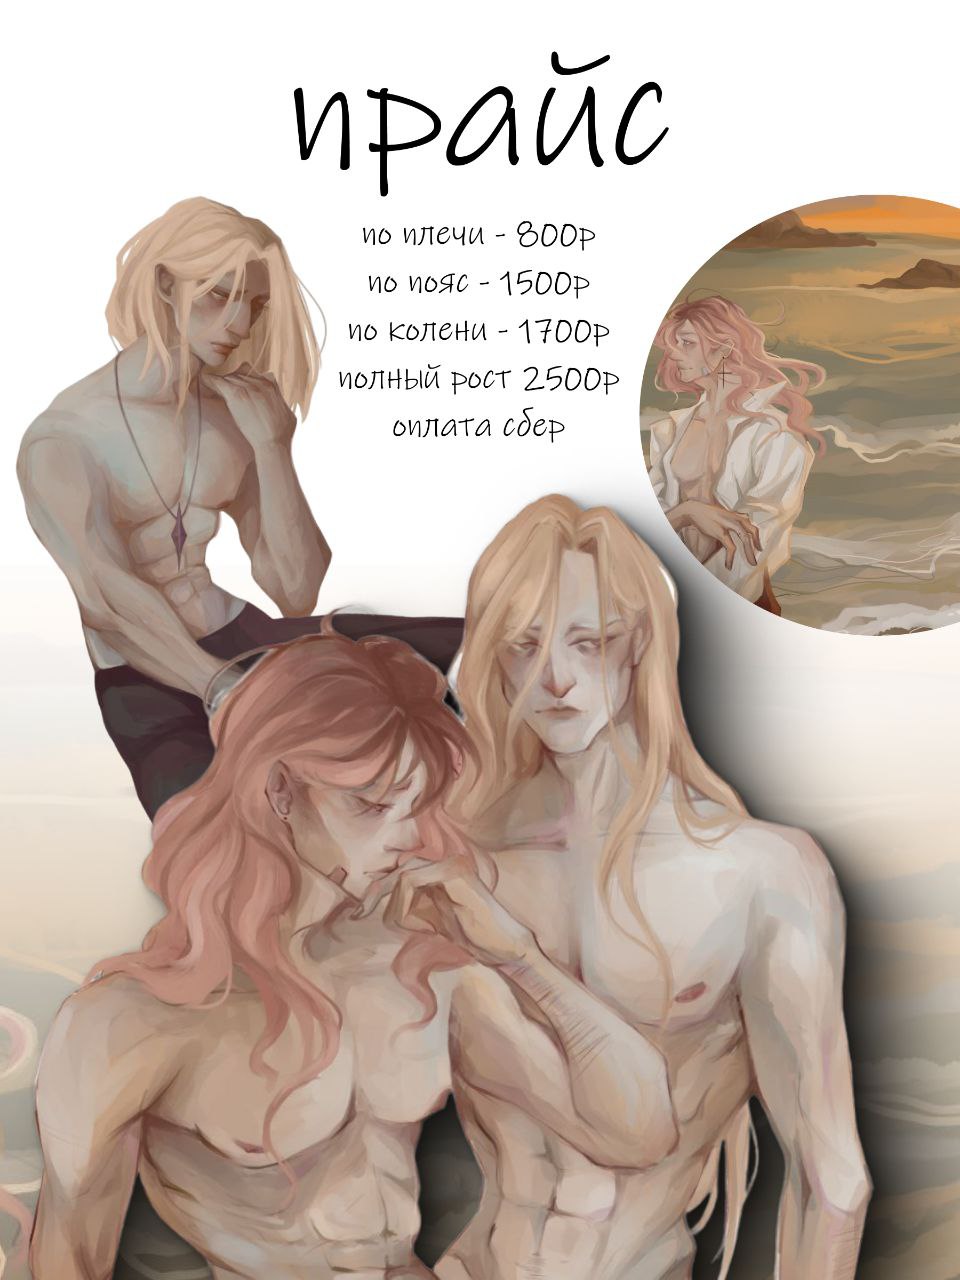 прайс
по плечи - 800р
по пояс - 1500р
по колени - 1700р
полный рост 2500р
оплата сбер